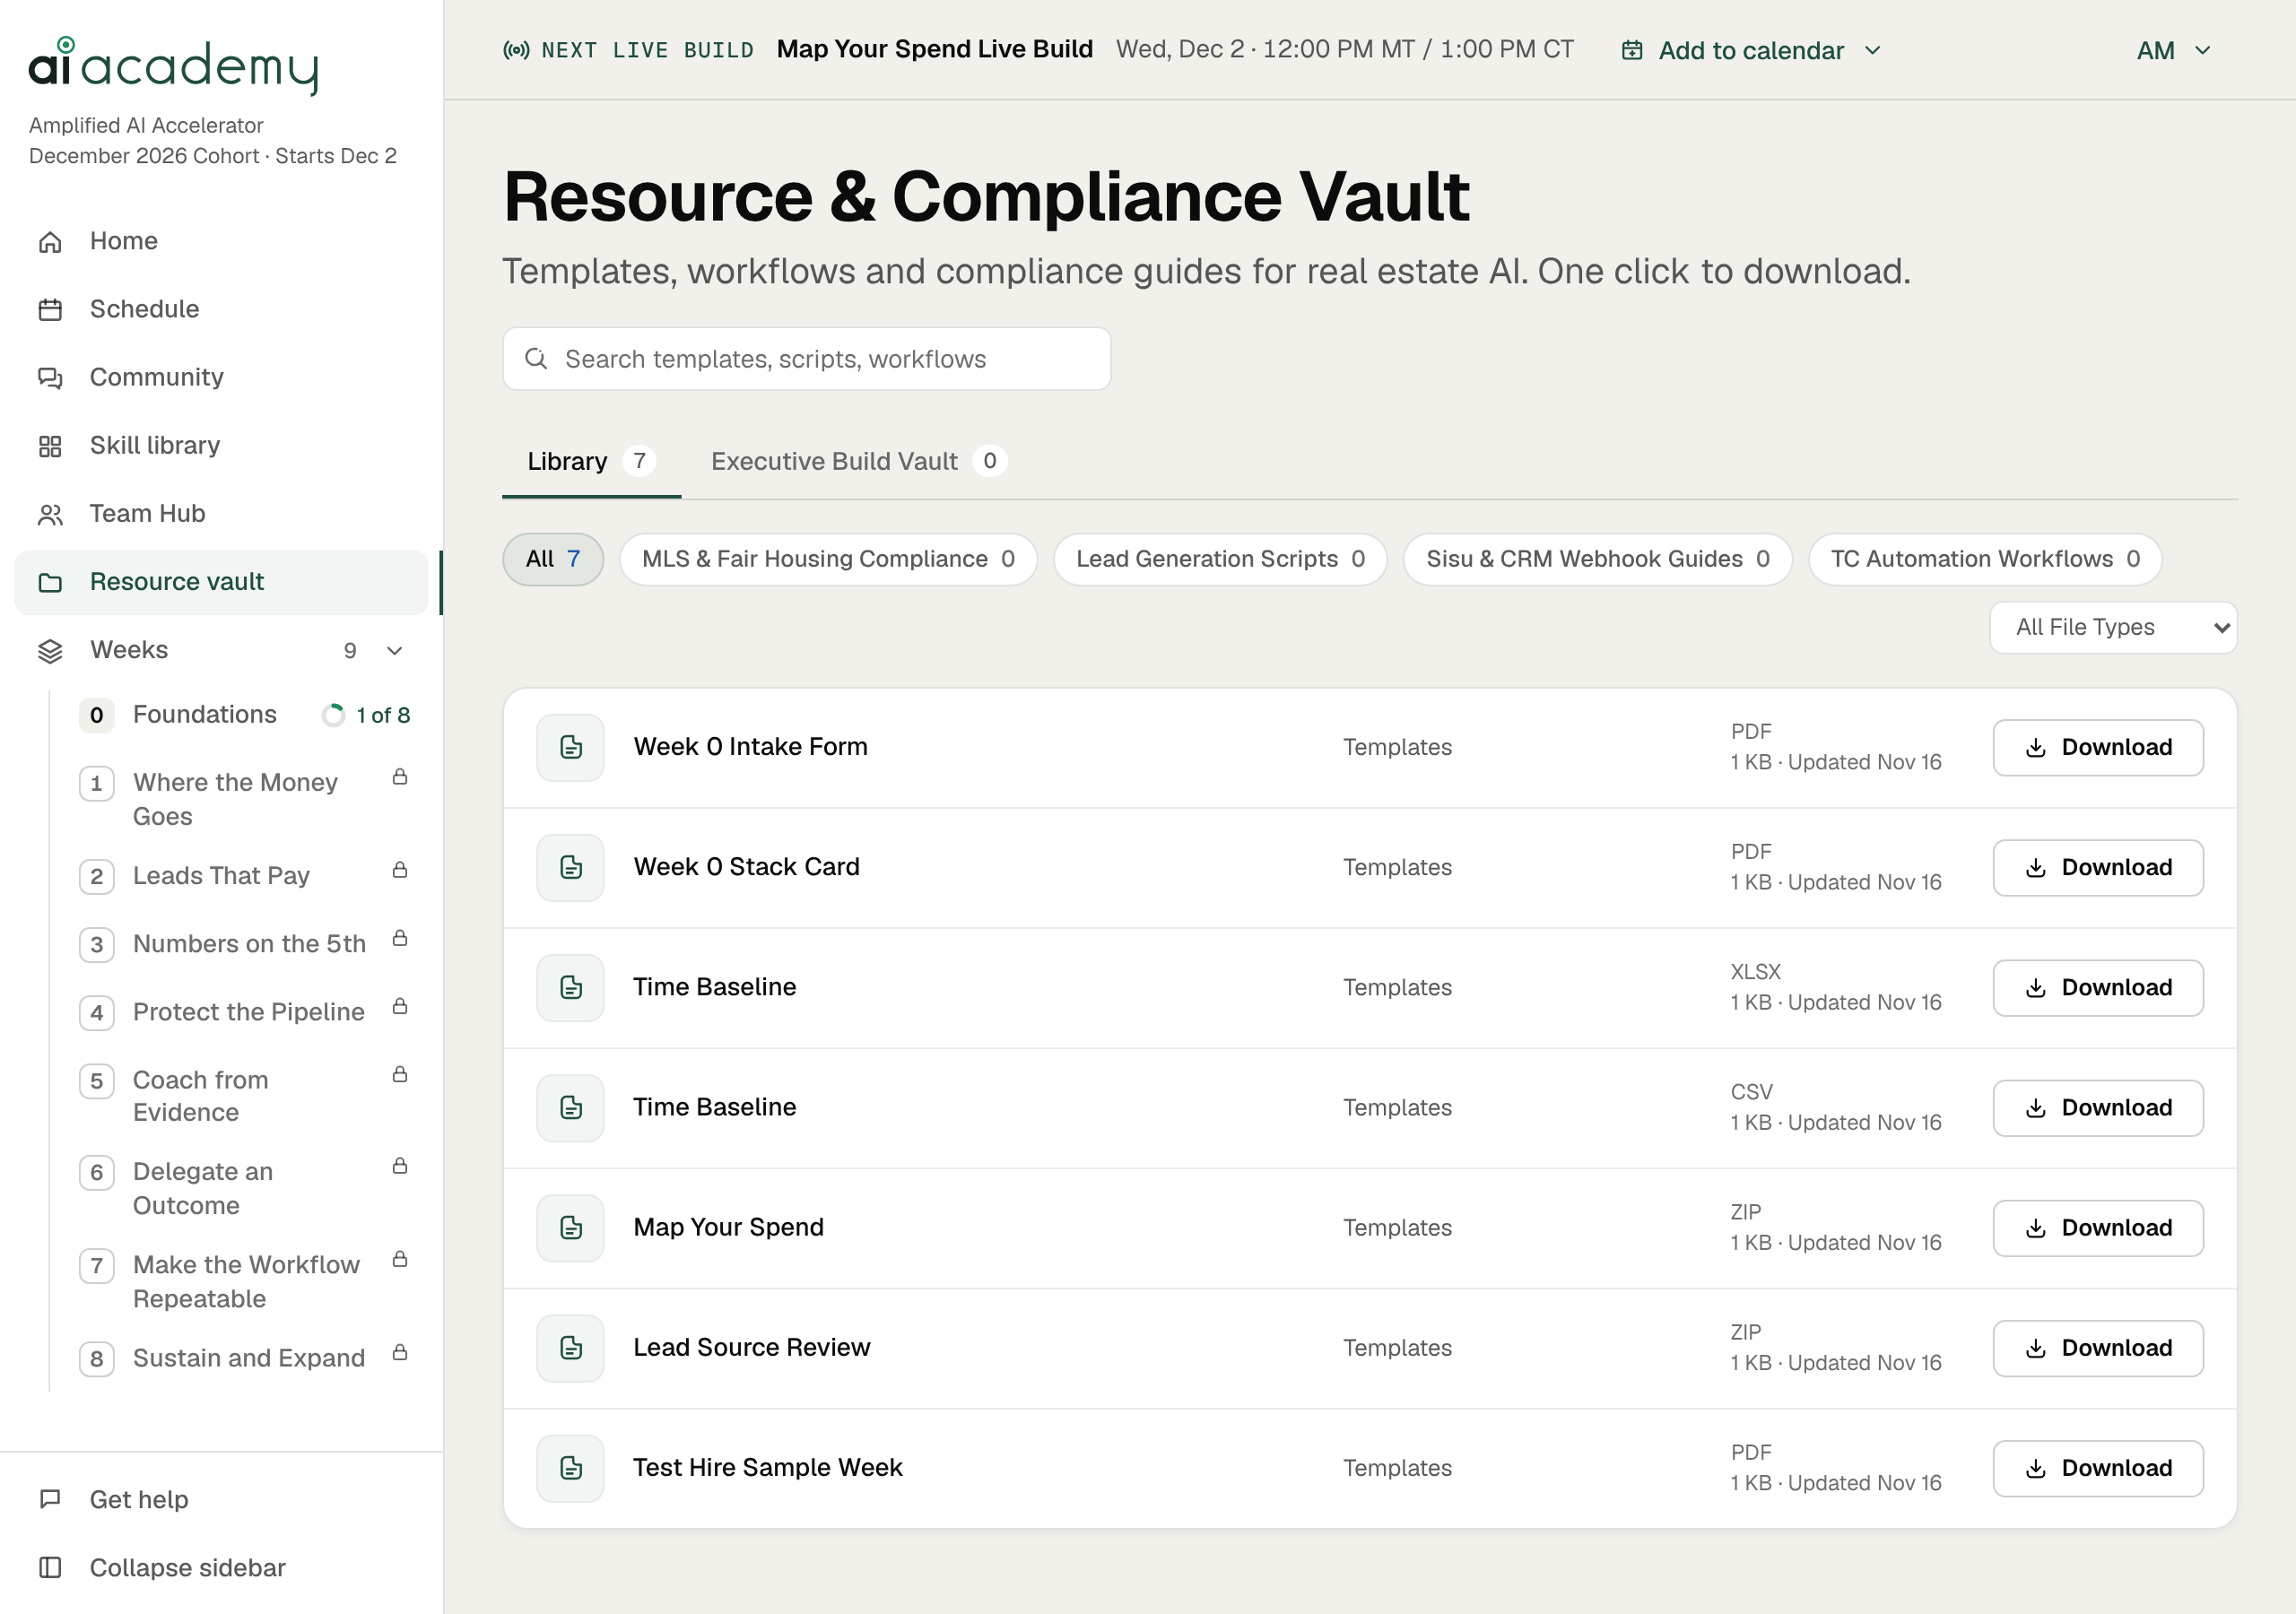 ai academy
Amplified AI Accelerator
December 2026 Cohort · Starts Dec 2
Home
Schedule
Community
Skill library
Team Hub
Resource vault
Weeks 9
0 Foundations 1 of 8
1 Where the Money
Goes
2 Leads That Pay
3 Numbers on the 5th
4 Protect the Pipeline
5 Coach from
Evidence
6 Delegate an
Outcome
7 Make the Workflow
Repeatable
8 Sustain and Expand
Get help
Collapse sidebar
NEXT LIVE BUILD Map Your Spend Live Build Wed, Dec 2 · 12:00 PM MT / 1:00 PM CT Add to calendar AM
Resource & Compliance Vault
Templates, workflows and compliance guides for real estate AI. One click to download.
Search templates, scripts, workflows
Library 7 Executive Build Vault 0
All 7 MLS & Fair Housing Compliance 0 Lead Generation Scripts 0 Sisu & CRM Webhook Guides 0 TC Automation Workflows 0
All File Types
Week 0 Intake Form Templates PDF
1 KB · Updated Nov 16 Download
Week 0 Stack Card Templates PDF
1 KB · Updated Nov 16 Download
Time Baseline Templates XLSX
1 KB · Updated Nov 16 Download
Time Baseline Templates CSV
1 KB · Updated Nov 16 Download
Map Your Spend Templates ZIP
1 KB · Updated Nov 16 Download
Lead Source Review Templates ZIP
1 KB · Updated Nov 16 Download
Test Hire Sample Week Templates PDF
1 KB · Updated Nov 16 Download